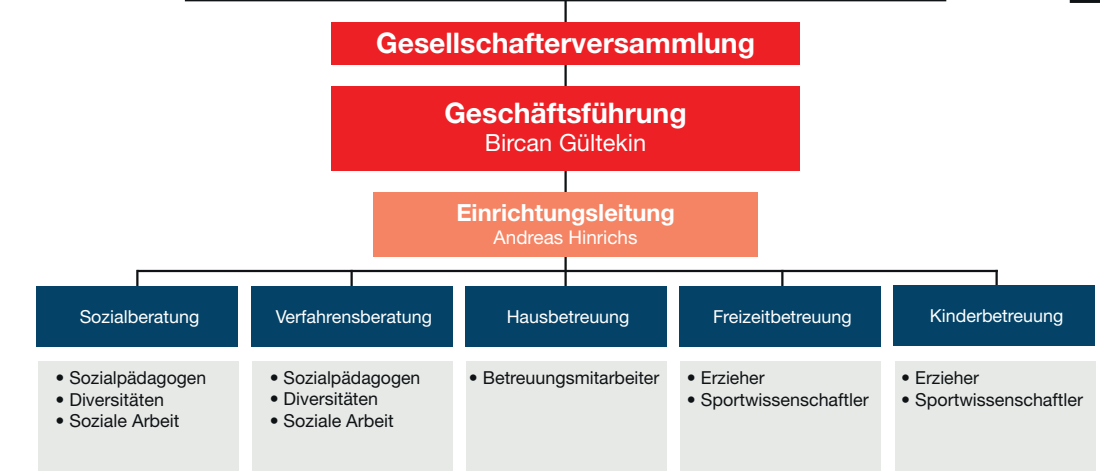 Gesellschafterversammlung
Geschäftsführung
Bircan Gültekin
Einrichtungsleitung
Andreas Hinrichs
Sozialberatung
• Sozialpädagogen
• Diversitäten
• Soziale Arbeit
Verfahrensberatung
• Sozialpädagogen
• Diversitäten
• Soziale Arbeit
Hausbetreuung
• Betreuungsmitarbeiter
Freizeitbetreuung
• Erzieher
• Sportwissenschaftler
Kinderbetreuung
• Erzieher
• Sportwissenschaftler